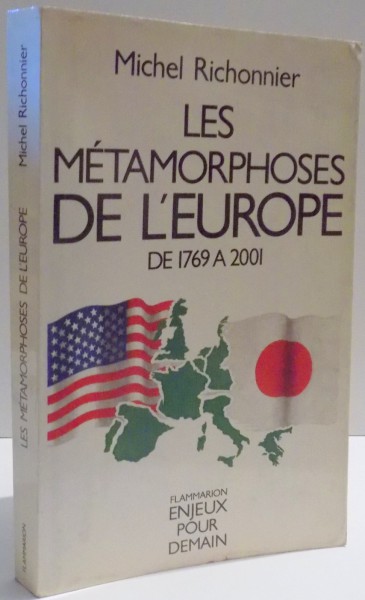 Michel Richonnier
LES
MÉTAMORPHOSES
DE L'EUROPE
DE 1769 A 2001
FLAMMARION
ENJEUX
POUR
DEMAIN
Michel Richonnier
LES MÉTAMORPHOSES DE L'EUROPE
FLAMMARION